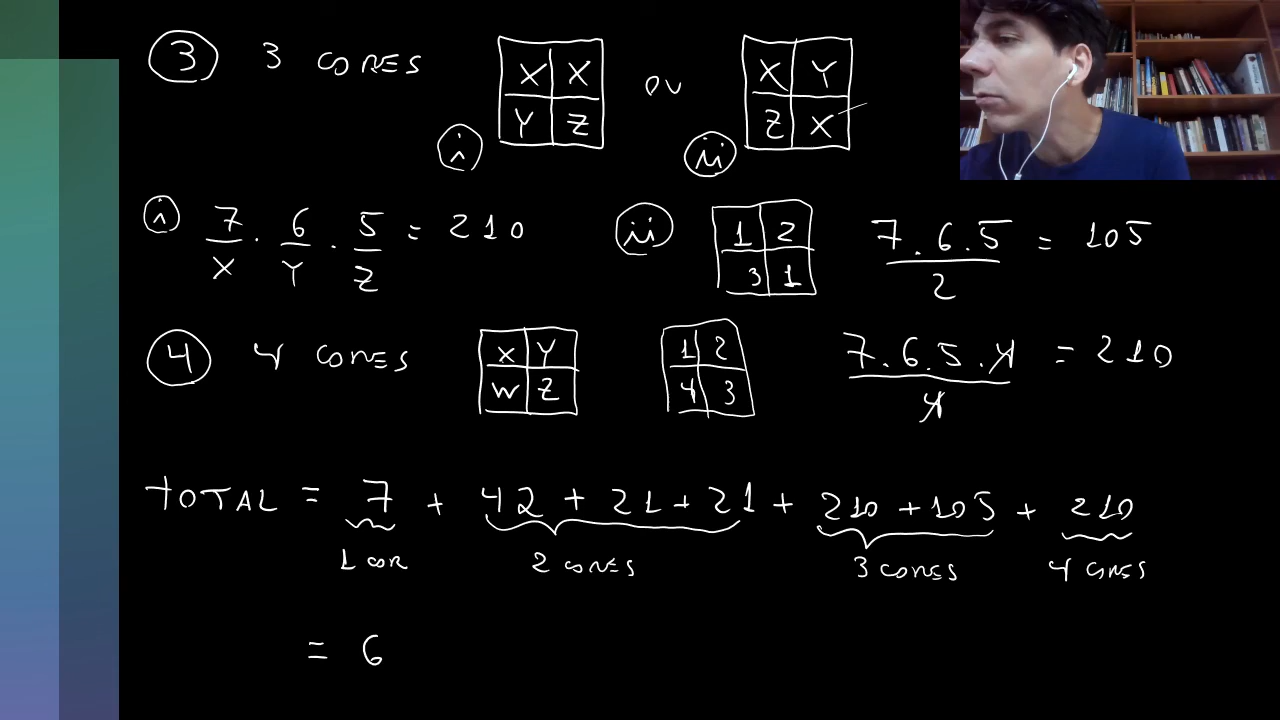 3 3 CORES X X Y Z OU X Y Z X
i ii
i 7/X . 6/Y . 5/Z = 210 ii 1 2 3 1 7.6.5/2 = 105
4 4 CORES X Y W Z 1 2 4 3 7.6.5.4/4 = 210
TOTAL = 7 + 42 + 21 + 21 + 210 + 105 + 210
1 COR 2 CORES 3 CORES 4 CORES
= 6